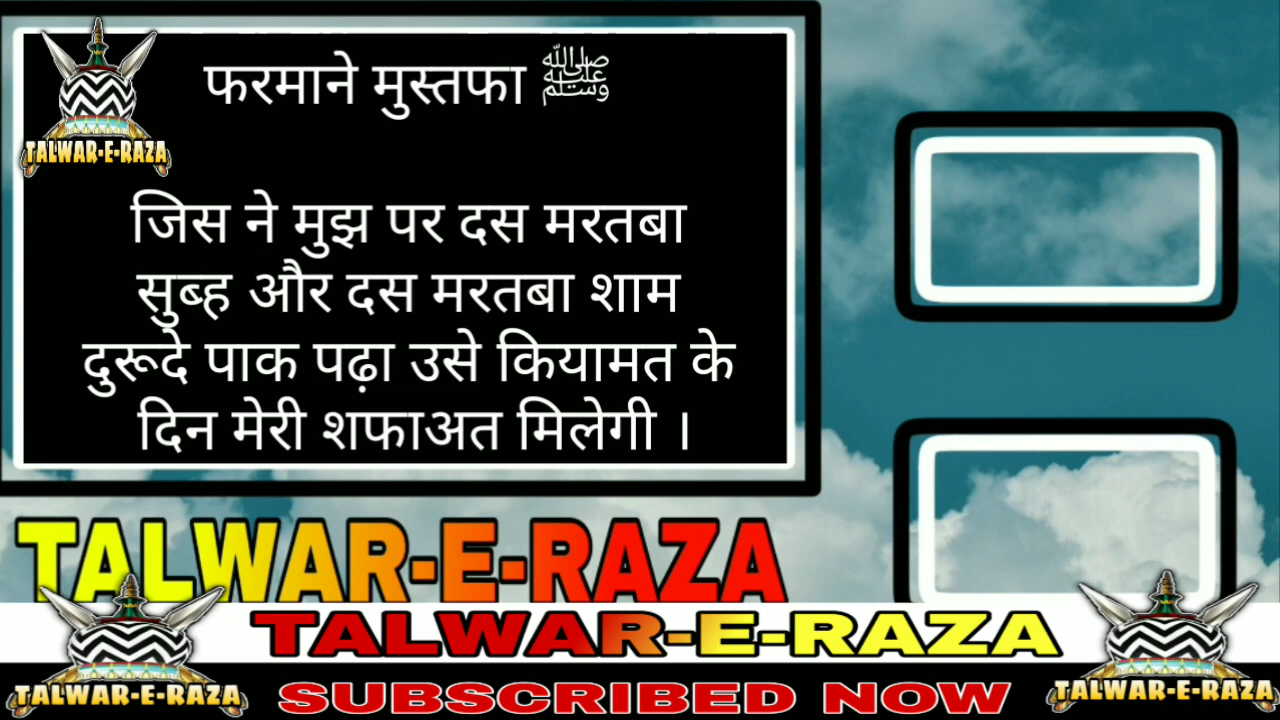 फरमाने मुस्तफा ﷺ
जिस ने मुझ पर दस मरतबा
सुब्ह और दस मरतबा शाम
दुरूदे पाक पढ़ा उसे कियामत के
दिन मेरी शफाअत मिलेगी ।
TALWAR-E-RAZA
TALWAR-E-RAZA
TALWAR-E-RAZA
TALWAR-E-RAZA
SUBSCRIBED NOW
TALWAR-E-RAZA